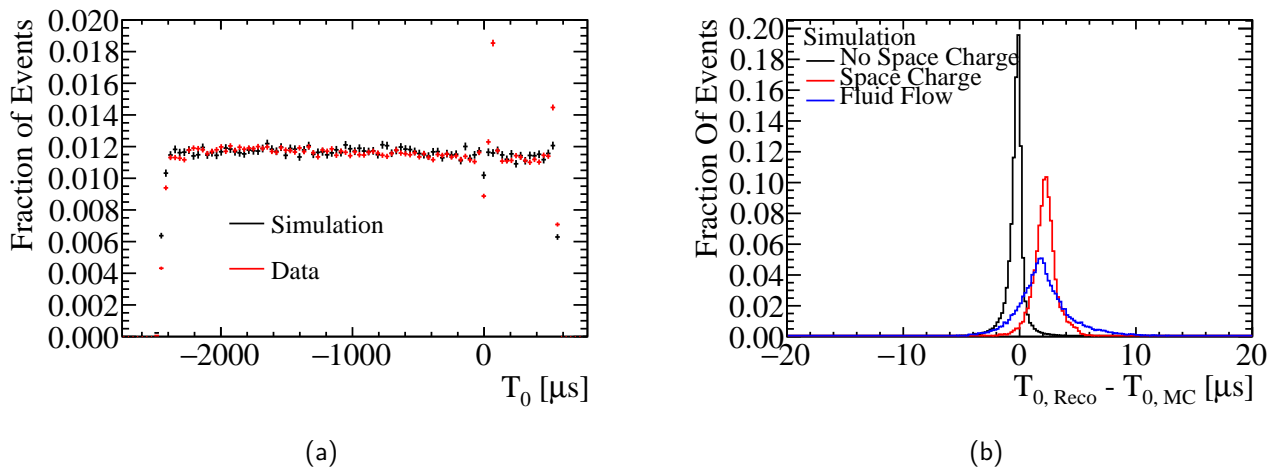 0.020
0.018
0.016
0.014
0.012
0.010
0.008
0.006
0.004
0.002
0.000
Fraction of Events
Simulation
Data
−2000 −1000 0
T0 [μs]
(a)
0.20
0.18
0.16
0.14
0.12
0.10
0.08
0.06
0.04
0.02
0.00
Fraction Of Events
Simulation
No Space Charge
Space Charge
Fluid Flow
−20 −10 0 10 20
T0, Reco - T0, MC [μs]
(b)